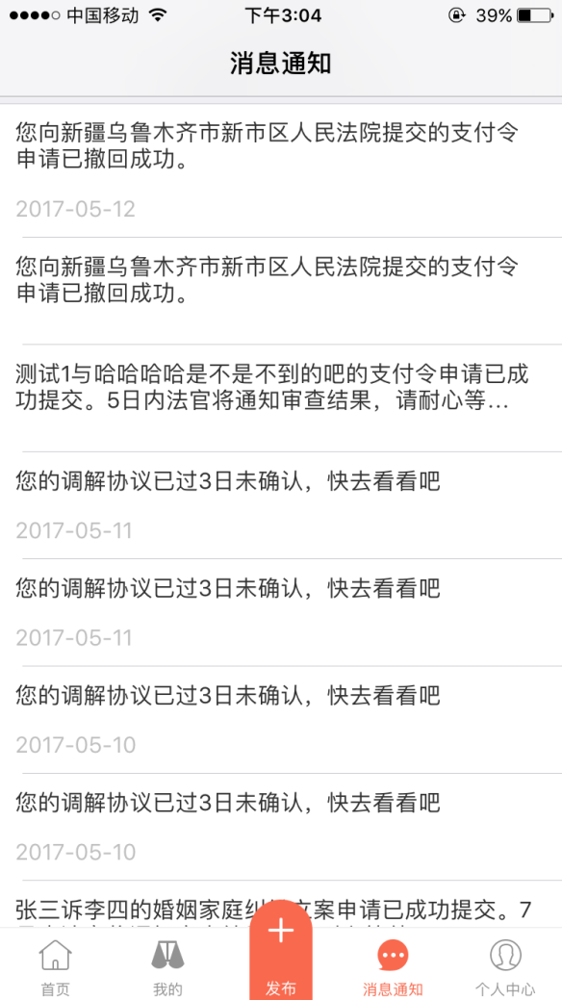 中国移动 下午3:04 39%
消息通知
您向新疆乌鲁木齐市新市区人民法院提交的支付令
申请已撤回成功。
2017-05-12
您向新疆乌鲁木齐市新市区人民法院提交的支付令
申请已撤回成功。
测试1与哈哈哈哈是不是不到的吧的支付令申请已成
功提交。5日内法官将通知审查结果，请耐心等...
您的调解协议已过3日未确认，快去看看吧
2017-05-11
您的调解协议已过3日未确认，快去看看吧
2017-05-11
您的调解协议已过3日未确认，快去看看吧
2017-05-10
您的调解协议已过3日未确认，快去看看吧
2017-05-10
张三诉李四的婚姻家庭纠 立案申请已成功提交。7
首页 我的 发布 消息通知 个人中心